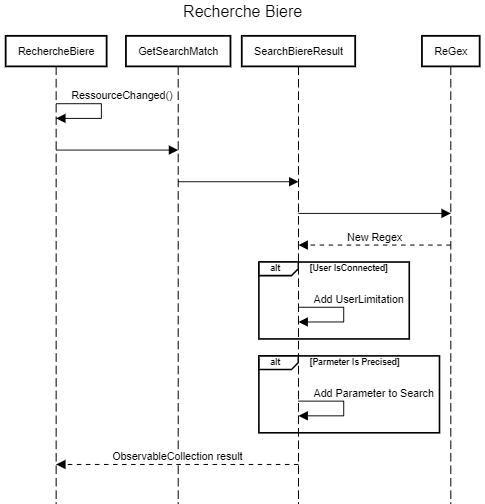 Recherche Biere
RechercheBiere
GetSearchMatch
SearchBiereResult
ReGex
RessourceChanged()
New Regex
alt
[User IsConnected]
Add UserLimitation
alt
[Parmeter Is Precised]
Add Parameter to Search
ObservableCollection result